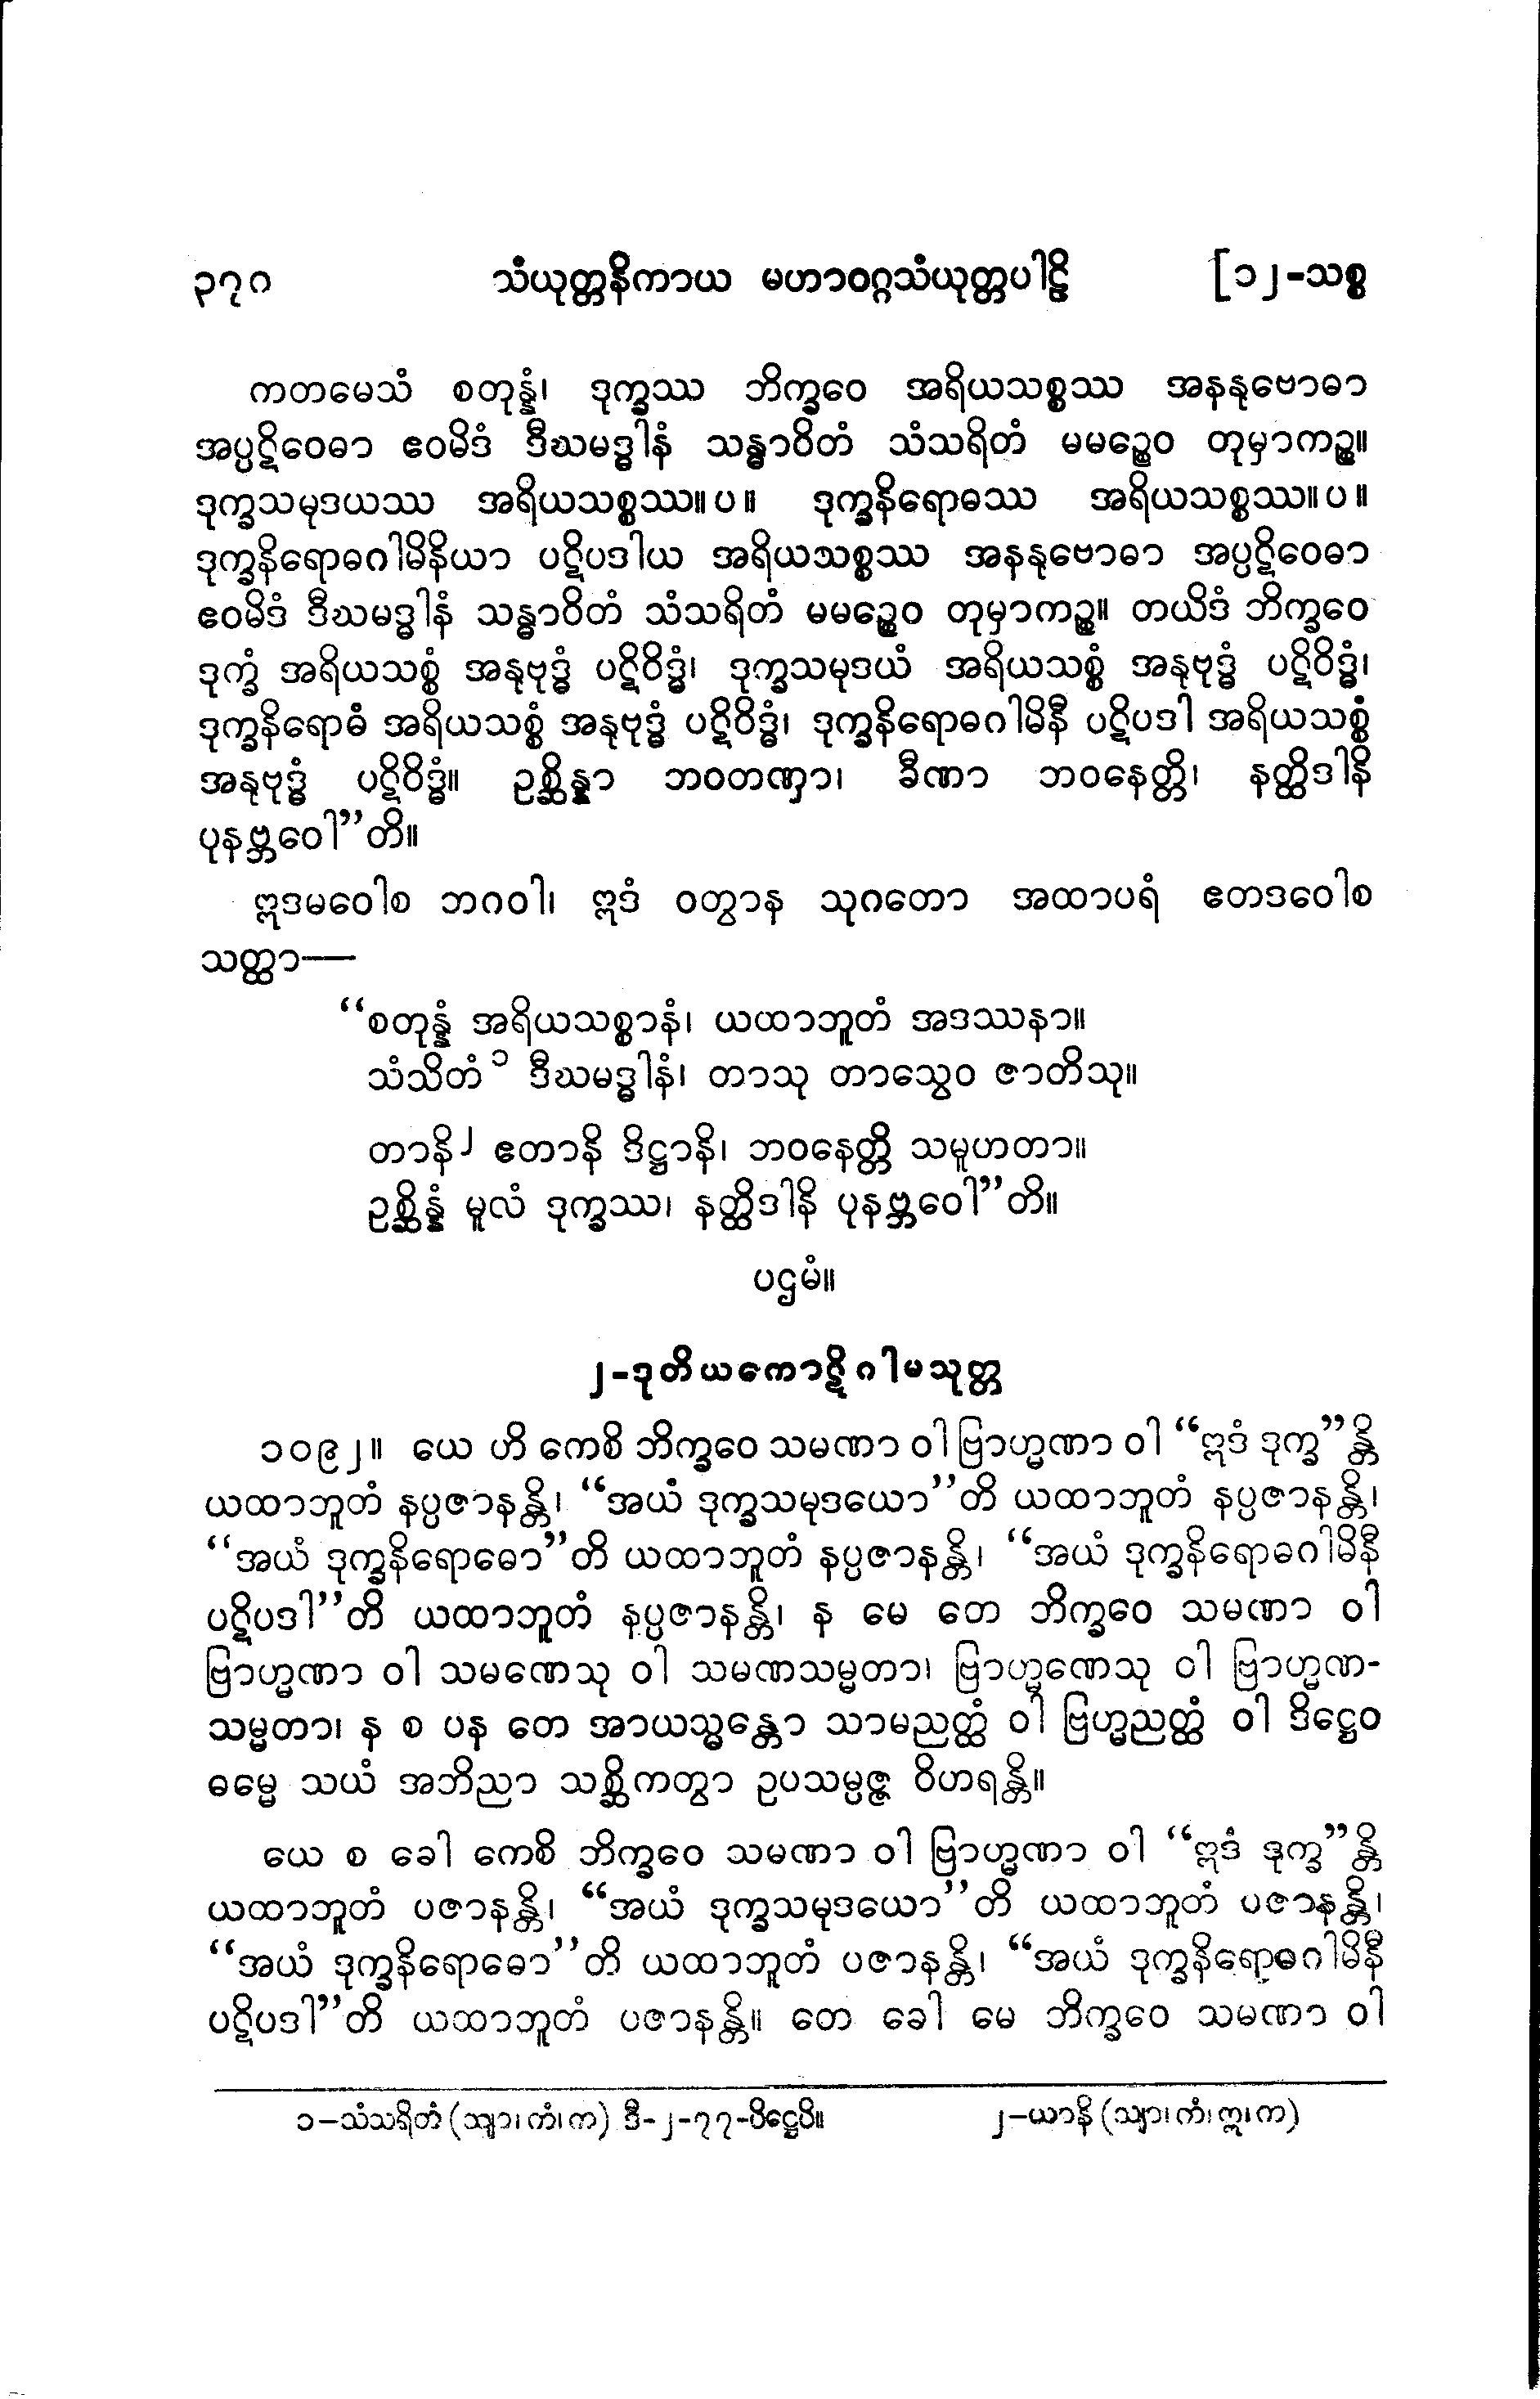 ၃၇၀ သံယုတ္တနိကာယ မဟာဝဂ္ဂသံယုတ္တပါဠိ [၁၂-သစ္စ
ကတမေသံ စတုန္နံ၊ ဒုက္ခဿ ဘိက္ခဝေ အရိယသစ္စဿ အနနုဗောဓာ
အပ္ပဋိဝေဓာ ဧဝမိဒံ ဒီဃမဒ္ဓါနံ သန္ဓာဝိတံ သံသရိတံ မမဉ္စေဝ တုမှာကဉ္စ။
ဒုက္ခသမုဒယဿ အရိယသစ္စဿ။ပ။ ဒုက္ခနိရောဓဿ အရိယသစ္စဿ။ပ။
ဒုက္ခနိရောဓဂါမိနိယာ ပဋိပဒါယ အရိယသစ္စဿ အနနုဗောဓာ အပ္ပဋိဝေဓာ
ဧဝမိဒံ ဒီဃမဒ္ဓါနံ သန္ဓာဝိတံ သံသရိတံ မမဉ္စေဝ တုမှာကဉ္စ။ တယိဒံ ဘိက္ခဝေ
ဒုက္ခံ အရိယသစ္စံ အနုဗုဒ္ဓံ ပဋိဝိဒ္ဓံ၊ ဒုက္ခသမုဒယံ အရိယသစ္စံ အနုဗုဒ္ဓံ ပဋိဝိဒ္ဓံ၊
ဒုက္ခနိရောဓံ အရိယသစ္စံ အနုဗုဒ္ဓံ ပဋိဝိဒ္ဓံ၊ ဒုက္ခနိရောဓဂါမိနီ ပဋိပဒါ အရိယသစ္စံ
အနုဗုဒ္ဓံ ပဋိဝိဒ္ဓံ။ ဥစ္ဆိန္နာ ဘဝတဏှာ၊ ခီဏာ ဘဝနေတ္တိ၊ နတ္ထိဒါနိ
ပုနဗ္ဘဝေါ”တိ။
ဣဒမဝေါစ ဘဂဝါ၊ ဣဒံ ဝတွာန သုဂတော အထာပရံ ဧတဒဝေါစ
သတ္ထာ—
“စတုန္နံ အရိယသစ္စာနံ၊ ယထာဘူတံ အဒဿနာ။
သံသိတံ၁ ဒီဃမဒ္ဓါနံ၊ တာသု တာသွေဝ ဇာတိသု။
တာနိ၂ ဧတာနိ ဒိဋ္ဌာနိ၊ ဘဝနေတ္တိ သမူဟတာ။
ဥစ္ဆိန္နံ မူလံ ဒုက္ခဿ၊ နတ္ထိဒါနိ ပုနဗ္ဘဝေါ”တိ။
ပဌမံ။
၂-ဒုတိယကောဋိဂါမသုတ္တ
၁၀၉၂။ ယေ ဟိ ကေစိ ဘိက္ခဝေ သမဏာ ဝါ ဗြာဟ္မဏာ ဝါ “ဣဒံ ဒုက္ခ”န္တိ
ယထာဘူတံ နပ္ပဇာနန္တိ၊ “အယံ ဒုက္ခသမုဒယော”တိ ယထာဘူတံ နပ္ပဇာနန္တိ၊
“အယံ ဒုက္ခနိရောဓော”တိ ယထာဘူတံ နပ္ပဇာနန္တိ၊ “အယံ ဒုက္ခနိရောဓဂါမိနီ
ပဋိပဒါ”တိ ယထာဘူတံ နပ္ပဇာနန္တိ၊ န မေ တေ ဘိက္ခဝေ သမဏာ ဝါ
ဗြာဟ္မဏာ ဝါ သမဏေသု ဝါ သမဏသမ္မတာ၊ ဗြာဟ္မဏေသု ဝါ ဗြာဟ္မဏ-
သမ္မတာ၊ န စ ပန တေ အာယသ္မန္တော သာမညတ္ထံ ဝါ ဗြဟ္မညတ္ထံ ဝါ ဒိဋ္ဌေဝ
ဓမ္မေ သယံ အဘိညာ သစ္ဆိကတွာ ဥပသမ္ပဇ္ဇ ဝိဟရန္တိ။
ယေ စ ခေါ ကေစိ ဘိက္ခဝေ သမဏာ ဝါ ဗြာဟ္မဏာ ဝါ “ဣဒံ ဒုက္ခ”န္တိ
ယထာဘူတံ ပဇာနန္တိ၊ “အယံ ဒုက္ခသမုဒယော”တိ ယထာဘူတံ ပဇာနန္တိ၊
“အယံ ဒုက္ခနိရောဓော”တိ ယထာဘူတံ ပဇာနန္တိ၊ “အယံ ဒုက္ခနိရောဓဂါမိနီ
ပဋိပဒါ”တိ ယထာဘူတံ ပဇာနန္တိ။ တေ ခေါ မေ ဘိက္ခဝေ သမဏာ ဝါ
၁-သံသရိတံ (သျာ၊ ကံ၊ က) ဒီ-၂-၇၇-ပိဋ္ဌေပိ။ ၂-ယာနိ (သျာ၊ ကံ၊ ဣ၊ က)